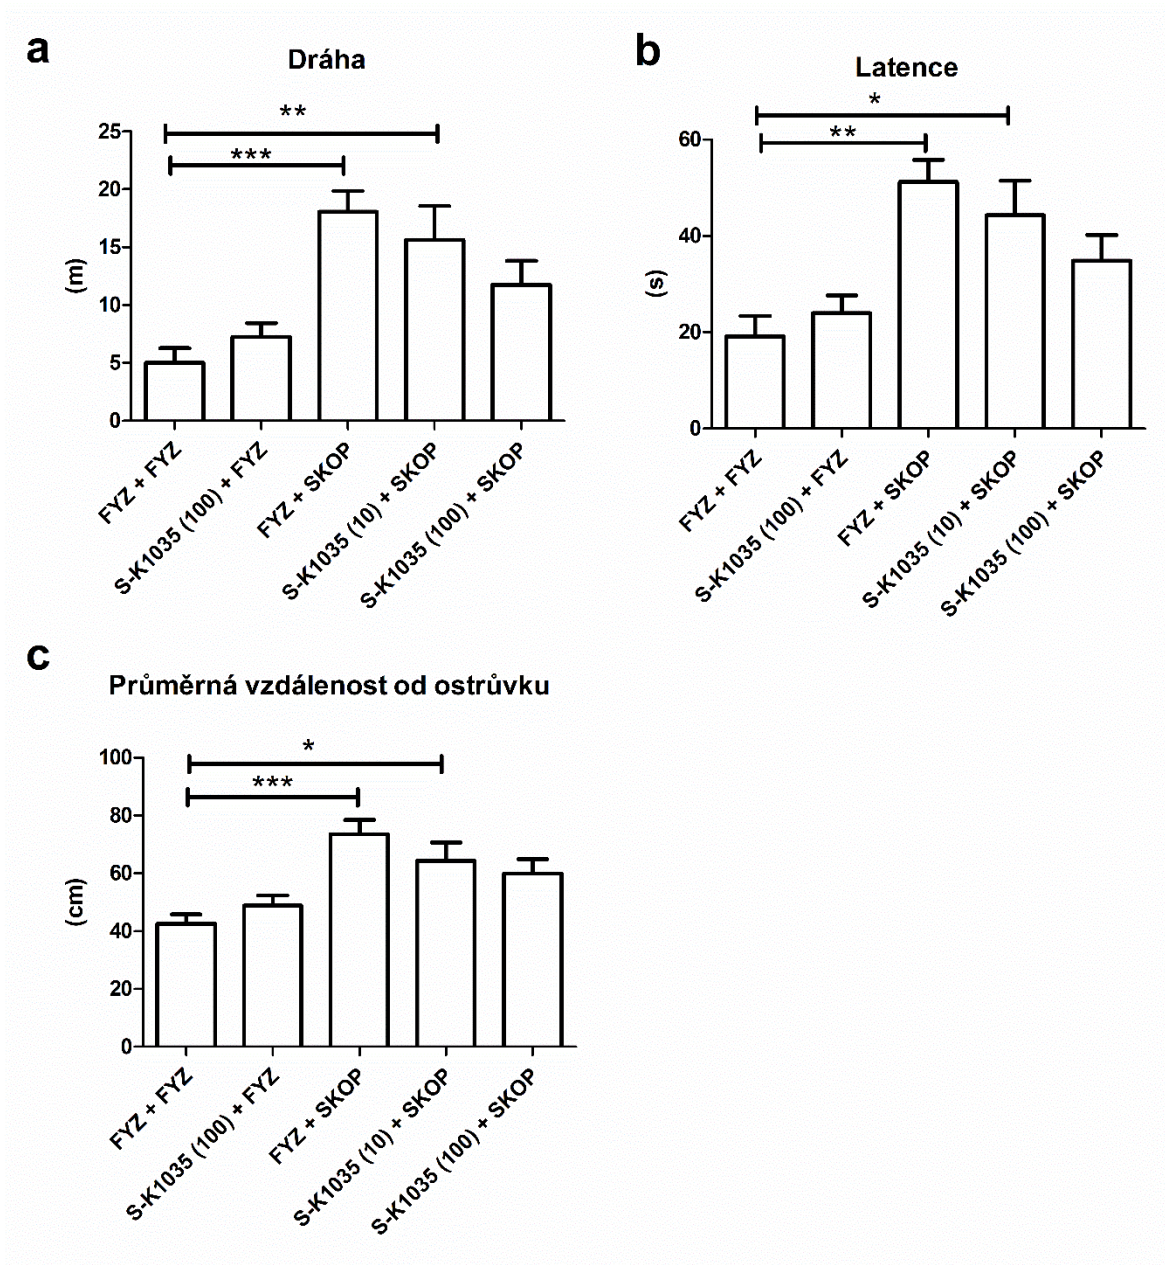 a
Dráha
(m)
25
20
15
10
5
0
**
***
FYZ + FYZ
S-K1035 (100) + FYZ
FYZ + SKOP
S-K1035 (10) + SKOP
S-K1035 (100) + SKOP
b
Latence
(s)
60
40
20
0
*
**
FYZ + FYZ
S-K1035 (100) + FYZ
FYZ + SKOP
S-K1035 (10) + SKOP
S-K1035 (100) + SKOP
c
Průměrná vzdálenost od ostrůvku
(cm)
100
80
60
40
20
0
*
***
FYZ + FYZ
S-K1035 (100) + FYZ
FYZ + SKOP
S-K1035 (10) + SKOP
S-K1035 (100) + SKOP